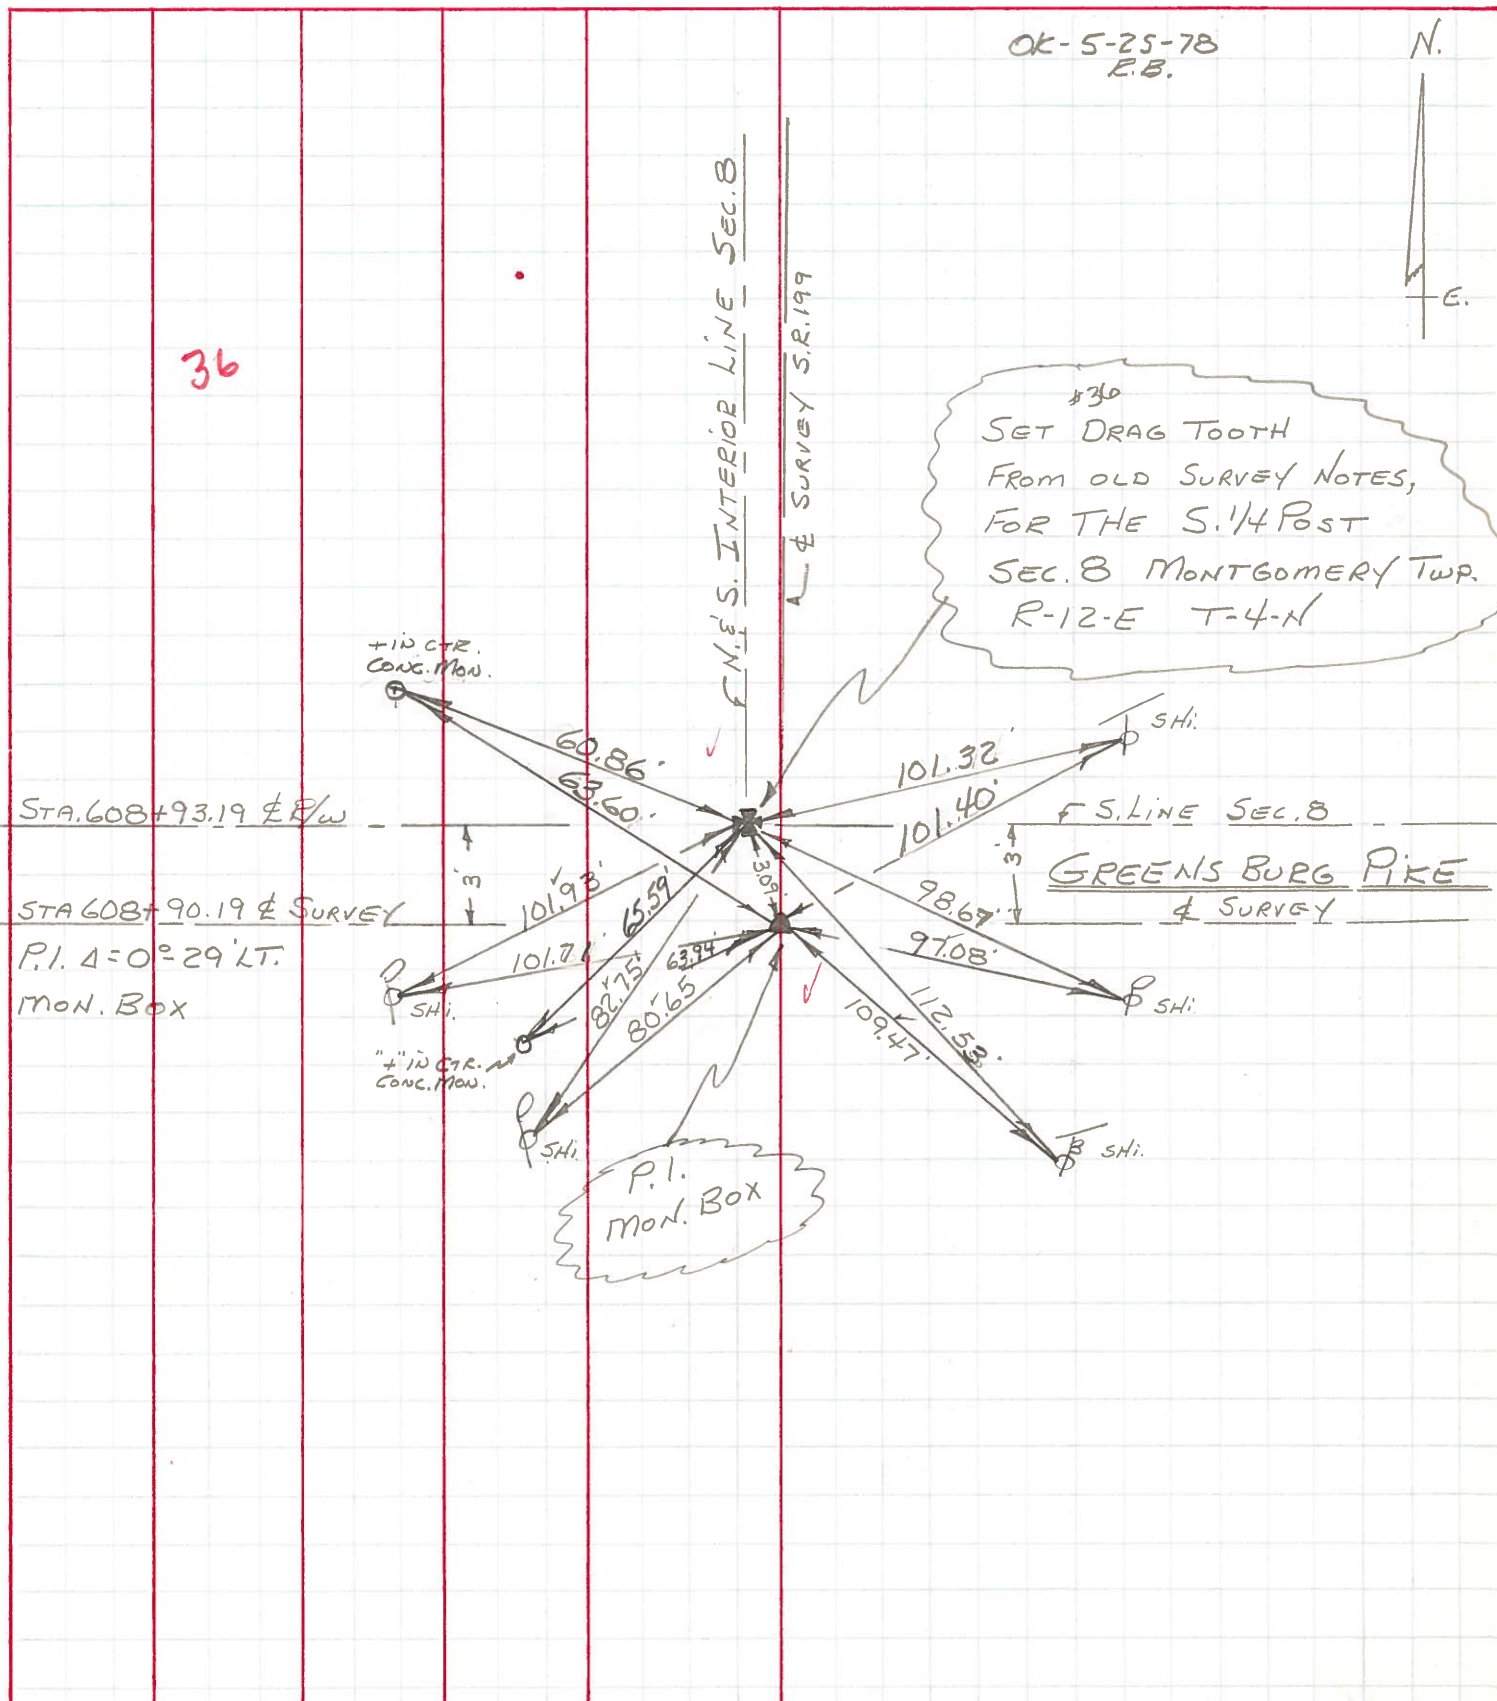 OK-5-25-78
R.B.
N.
E.
36
N.&S. INTERIOR LINE SEC. 8
℄ SURVEY S.R. 199
#36
SET DRAG TOOTH
FROM OLD SURVEY NOTES,
FOR THE S. 1/4 POST
SEC. 8 MONTGOMERY TWP.
R-12-E T-4-N
+ IN CTR.
CONC. MON.
SHi.
60.86'
63.60'
101.32'
101.40'
STA. 608+93.19 ℄ R/W
S. LINE SEC. 8
3'
3'
GREENSBURG PIKE
℄ SURVEY
STA 608+90.19 ℄ SURVEY
P.I. Δ=0°29' LT.
MON. BOX
3.09'
101.93'
65.59'
98.67'
101.71'
63.94'
97.08'
82.75'
80.65
109.47'
112.53'
SHi.
SHi.
"+" IN CTR.
CONC. MON.
SHi.
SHi.
P.I.
MON. BOX